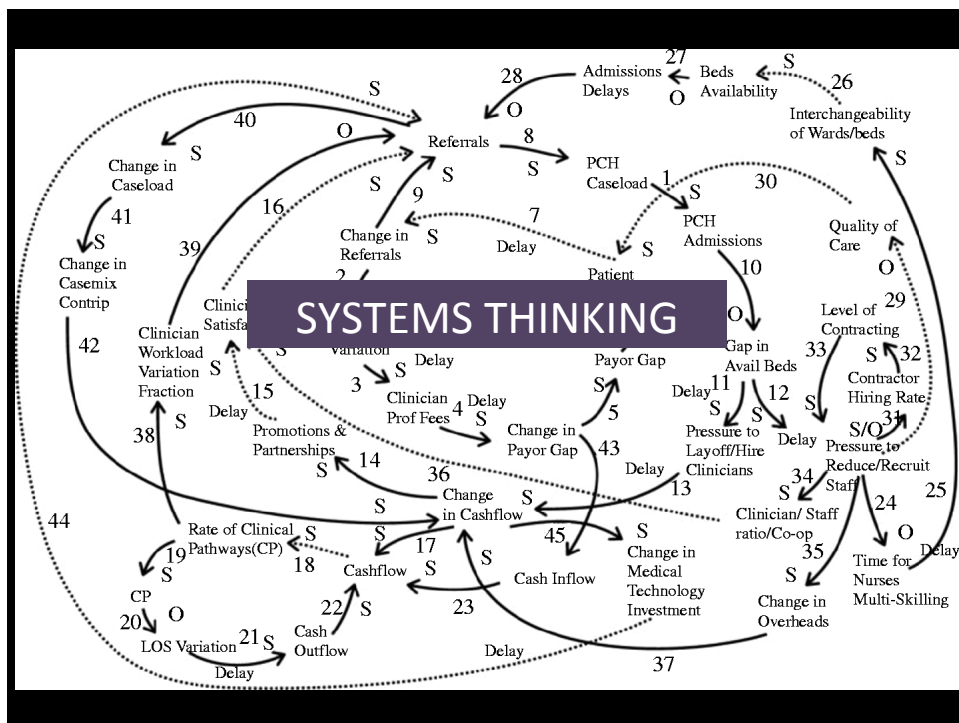 27
S
28
Admissions
Delays
Beds
Availability
26
S
O
O
Interchangeability
of Wards/beds
40
O
Referrals
8
S
S
S
Change in
Caseload
S
S
9
PCH
Caseload
1
S
30
16
41
7
PCH
Admissions
Quality of
Care
S
39
Change in
Referrals
S
Delay
S
Change in
Casemix
Contrip
10
O
2
Patient
29
SYSTEMS THINKING
O
Level of
Contracting
42
Clinician
Workload
Variation
Fraction
S
Variation
S
Delay
Payor Gap
Gap in
Avail Beds
33
S
32
3
S
Contractor
Hiring Rate
15
Delay
Clinician
Prof Fees
4
Delay
S
5
Delay
11
S
12
S
S
31
S/O
38
S
Promotions &
Partnerships
Change in
Payor Gap
43
Pressure to
Layoff/Hire
Clinicians
Delay
Pressure to
Reduce/Recruit
Staff
S
14
36
Delay
13
34
S
24
25
S
Change
in Cashflow
S
44
Clinician/ Staff
ratio/Co-op
Rate of Clinical
Pathways(CP)
S
S
17
45
S
35
O
Delay
19
S
18
Cashflow
S
S
Cash Inflow
Change in
Medical
Technology
Investment
S
Time for
Nurses
Multi-Skilling
CP
20
O
22
S
23
Change in
Overheads
LOS Variation
21
S
Cash
Outflow
Delay
Delay
37